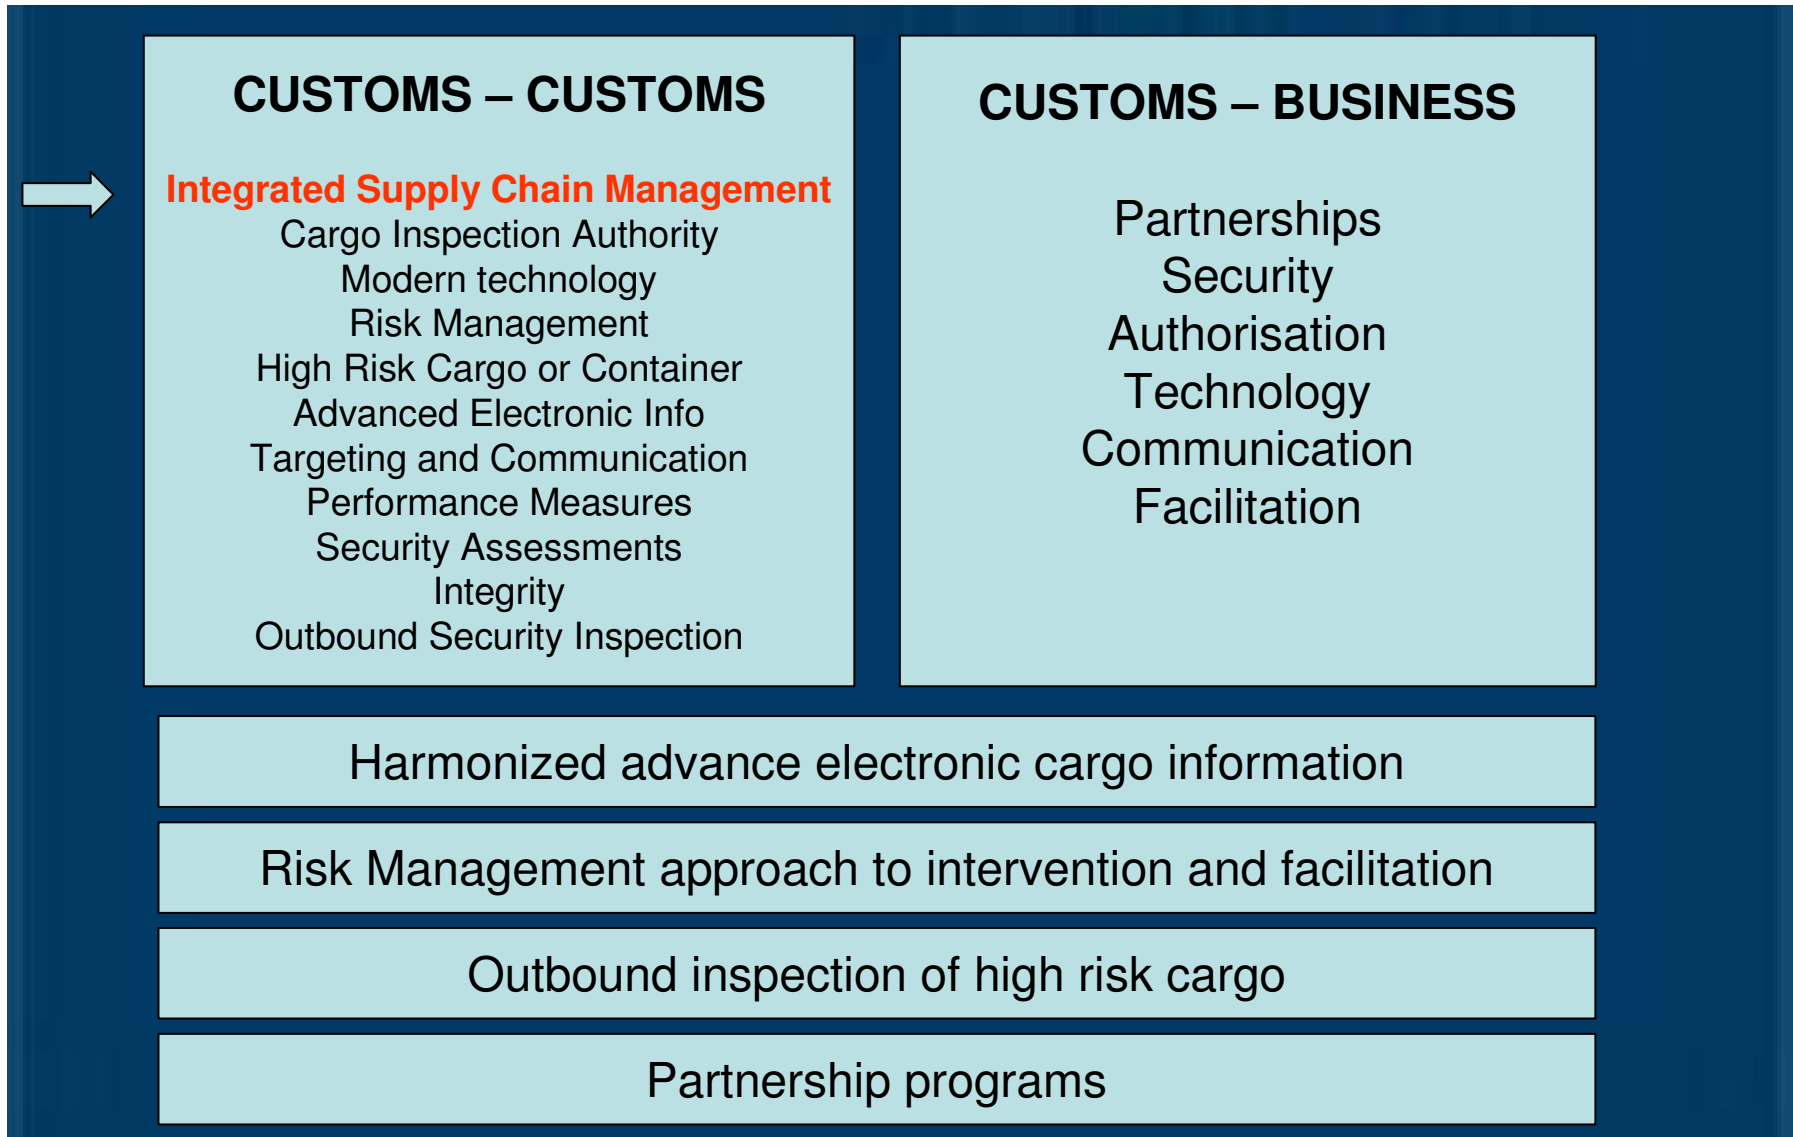 CUSTOMS – CUSTOMS
Integrated Supply Chain Management
Cargo Inspection Authority
Modern technology
Risk Management
High Risk Cargo or Container
Advanced Electronic Info
Targeting and Communication
Performance Measures
Security Assessments
Integrity
Outbound Security Inspection
CUSTOMS – BUSINESS
Partnerships
Security
Authorisation
Technology
Communication
Facilitation
Harmonized advance electronic cargo information
Risk Management approach to intervention and facilitation
Outbound inspection of high risk cargo
Partnership programs